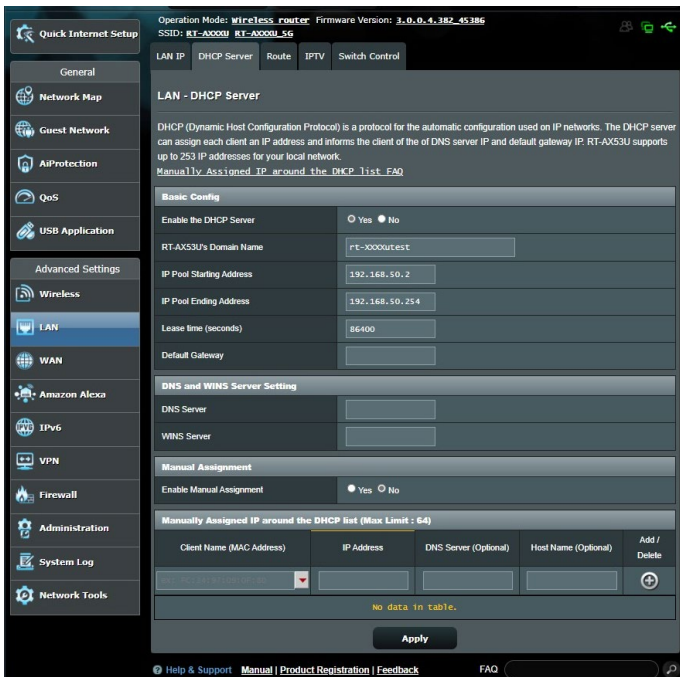 Operation Mode: Wireless router Firmware Version: 3.0.0.4.382_45386
SSID: RT-AXXXU RT-AXXXU_5G
Quick Internet Setup
General
Network Map
Guest Network
AiProtection
QoS
USB Application
Advanced Settings
Wireless
LAN
WAN
Amazon Alexa
IPv6
VPN
Firewall
Administration
System Log
Network Tools
LAN IP DHCP Server Route IPTV Switch Control
LAN - DHCP Server
DHCP (Dynamic Host Configuration Protocol) is a protocol for the automatic configuration used on IP networks. The DHCP server
can assign each client an IP address and informs the client of the of DNS server IP and default gateway IP. RT-AX53U supports
up to 253 IP addresses for your local network.
Manually Assigned IP around the DHCP list FAQ
Basic Config
Enable the DHCP Server Yes No
RT-AX53U's Domain Name rt-XXXXutest
IP Pool Starting Address 192.168.50.2
IP Pool Ending Address 192.168.50.254
Lease time (seconds) 86400
Default Gateway
DNS and WINS Server Setting
DNS Server
WINS Server
Manual Assignment
Enable Manual Assignment Yes No
Manually Assigned IP around the DHCP list (Max Limit : 64)
Client Name (MAC Address) IP Address DNS Server (Optional) Host Name (Optional) Add /
Delete
No data in table.
Apply
Help & Support Manual | Product Registration | Feedback FAQ